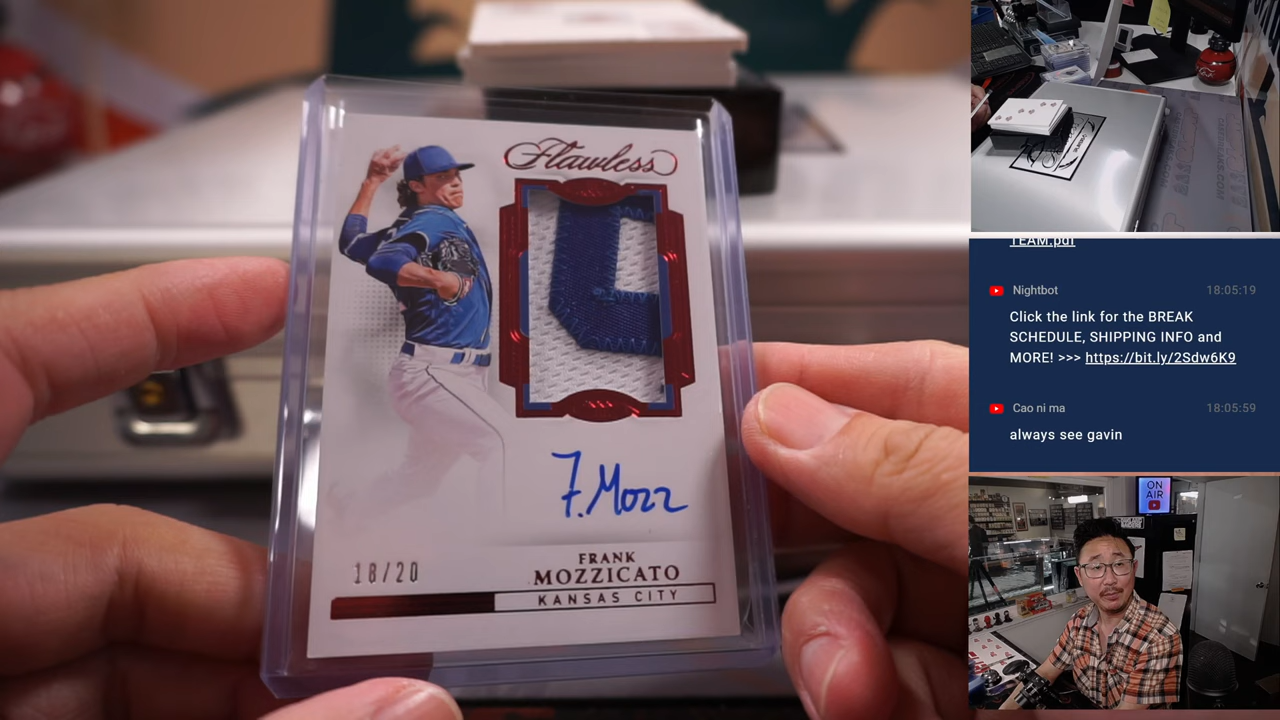 Flawless
F. Mozz
18/20
FRANK
MOZZICATO
KANSAS CITY
TEAM.pdf
Nightbot
18:05:19
Click the link for the BREAK
SCHEDULE, SHIPPING INFO and
MORE! >>> https://bit.ly/2Sdw6K9
Cao ni ma
18:05:59
always see gavin
ON
AIR